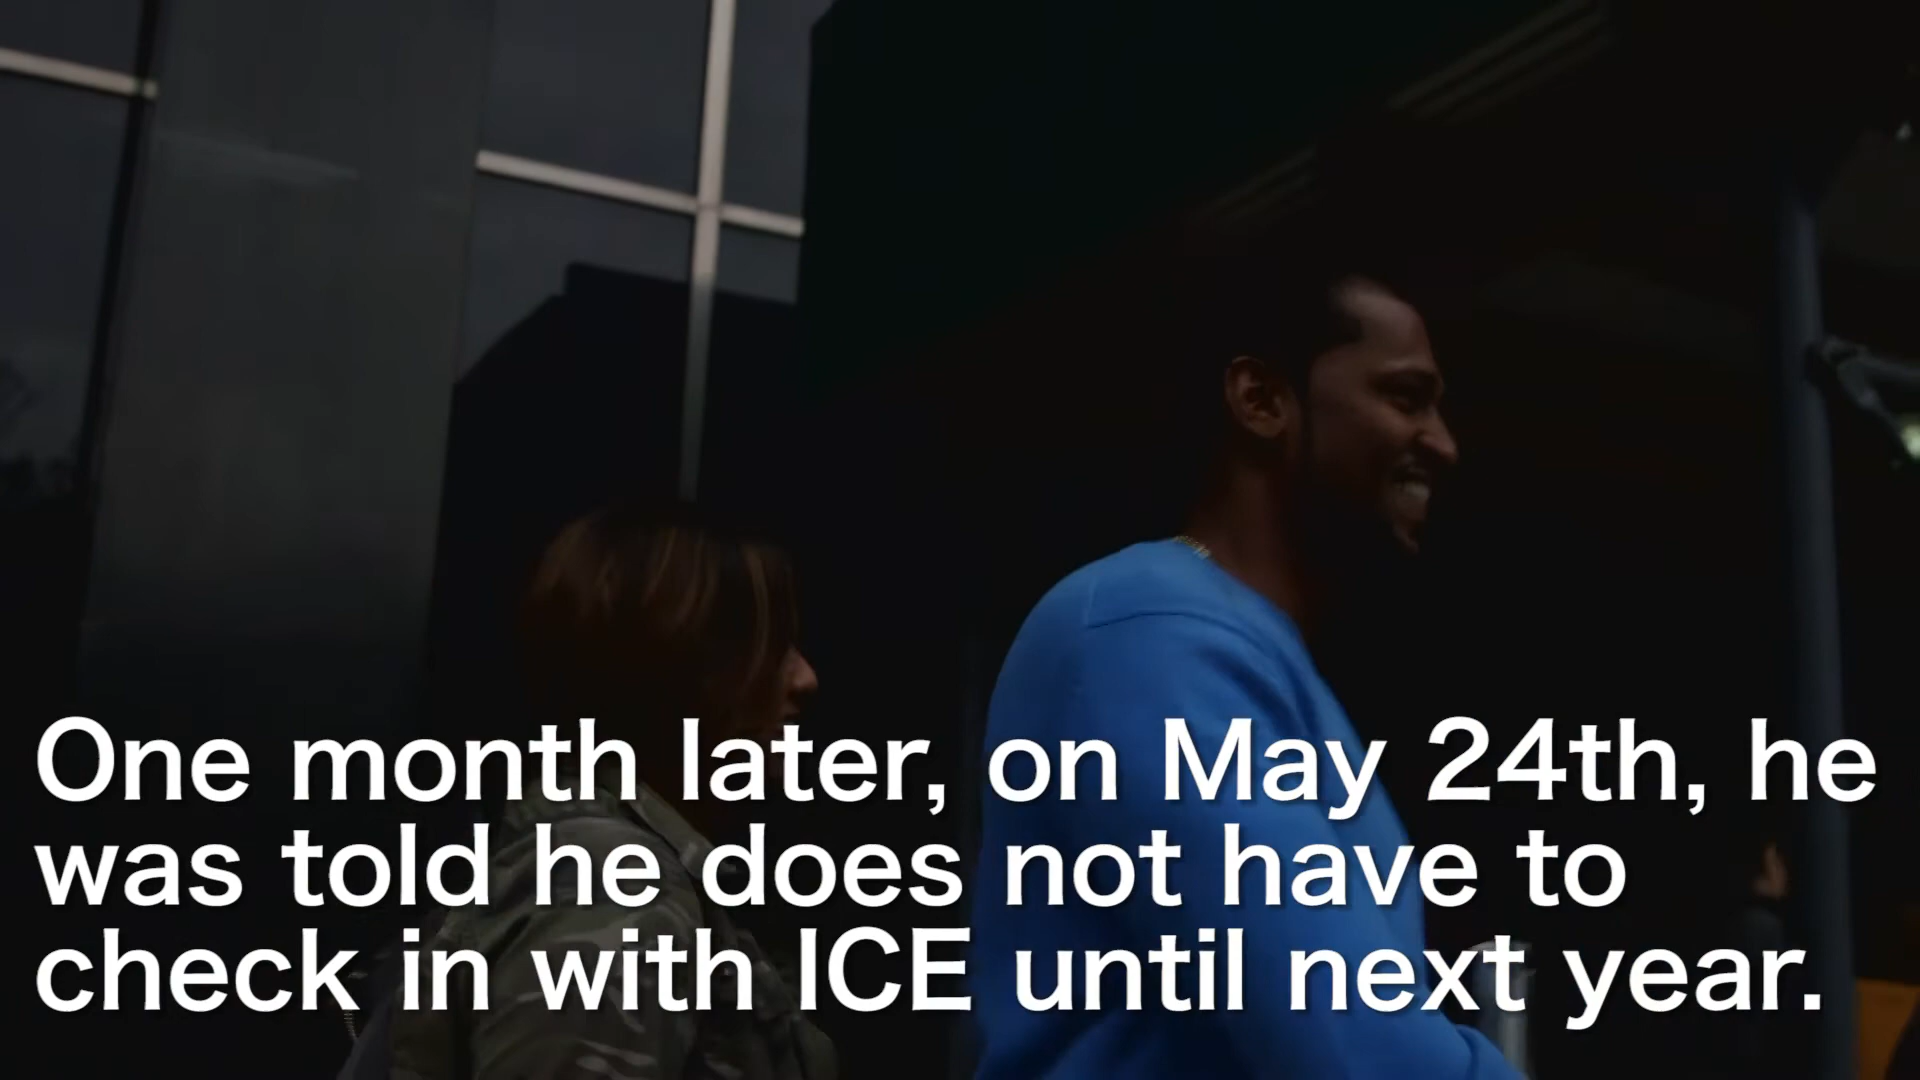 One month later, on May 24th, he
was told he does not have to
check in with ICE until next year.